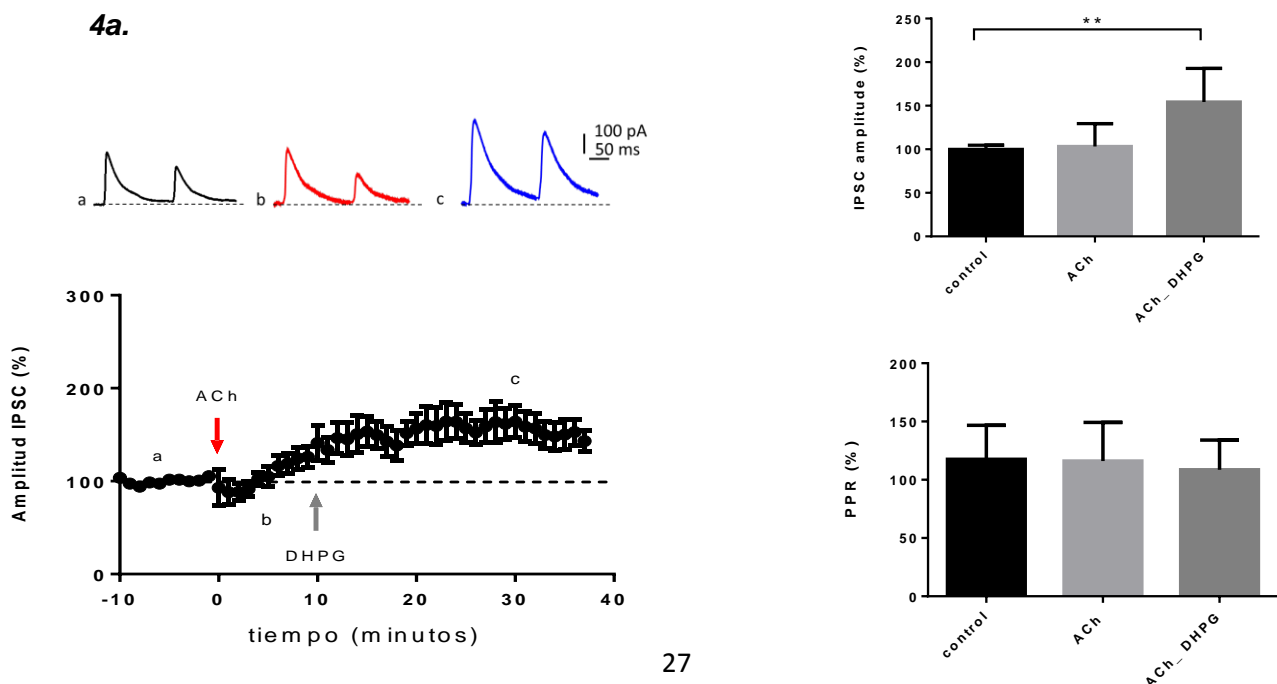 4a.
100 pA
50 ms
a
b
c
Amplitud IPSC (%)
300
200
100
0
ACh
a
b
c
DHPG
-10
0
10
20
30
40
tiempo (minutos)
IPSC amplitude (%)
250
200
150
100
50
0
**
control
ACh
ACh_DHPG
PPR (%)
200
150
100
50
0
control
ACh
ACh_DHPG
27